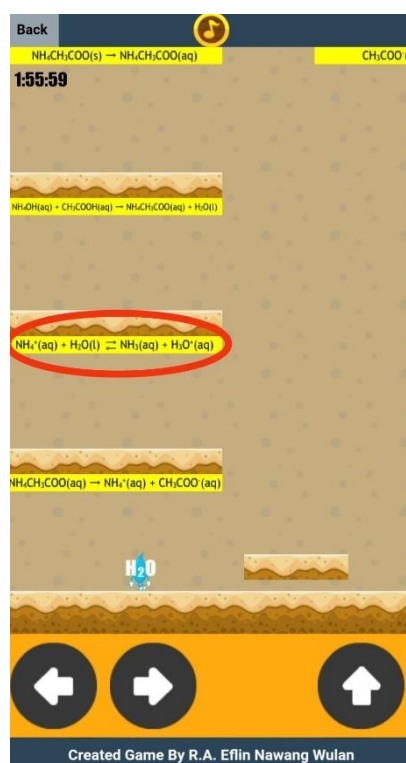 Back
NH₄CH₃COO(s) → NH₄CH₃COO(aq)
CH₃COO⁻
1:55:59
NH₄OH(aq) + CH₃COOH(aq) → NH₄CH₃COO(aq) + H₂O(l)
NH₄⁺(aq) + H₂O(l) ⇄ NH₃(aq) + H₃O⁺(aq)
NH₄CH₃COO(aq) → NH₄⁺(aq) + CH₃COO⁻(aq)
H₂O
Created Game By R.A. Eflin Nawang Wulan